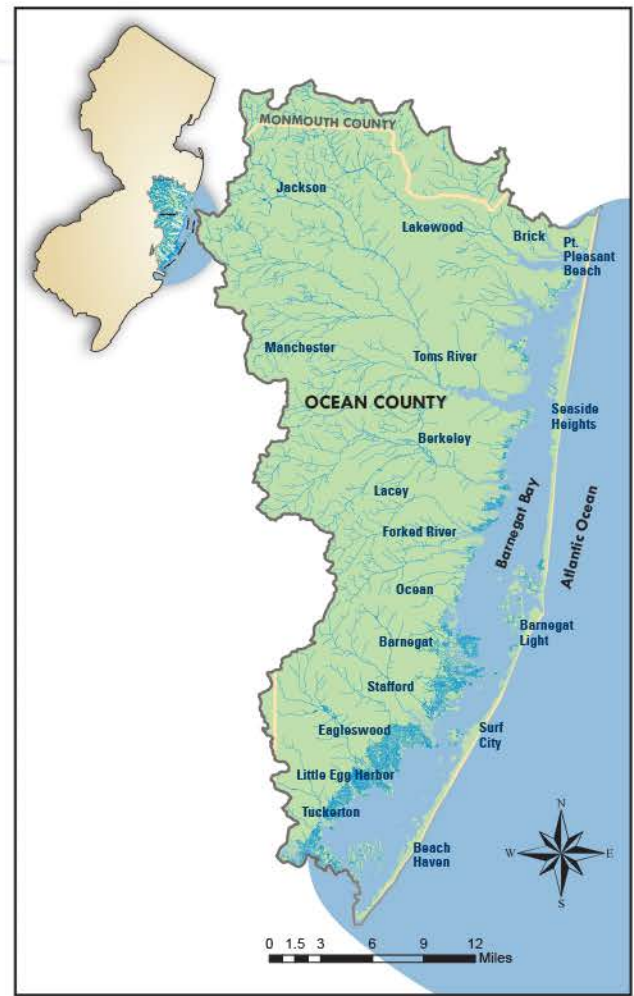 MONMOUTH COUNTY
Jackson
Lakewood
Brick
Pt.
Pleasant
Beach
Manchester
Toms River
OCEAN COUNTY
Seaside
Heights
Berkeley
Lacey
Barnegat Bay
Atlantic Ocean
Forked River
Ocean
Barnegat
Light
Barnegat
Stafford
Eagleswood
Surf
City
Little Egg Harbor
Tuckerton
Beach
Haven
N
W E
S
0 1.5 3 6 9 12
Miles